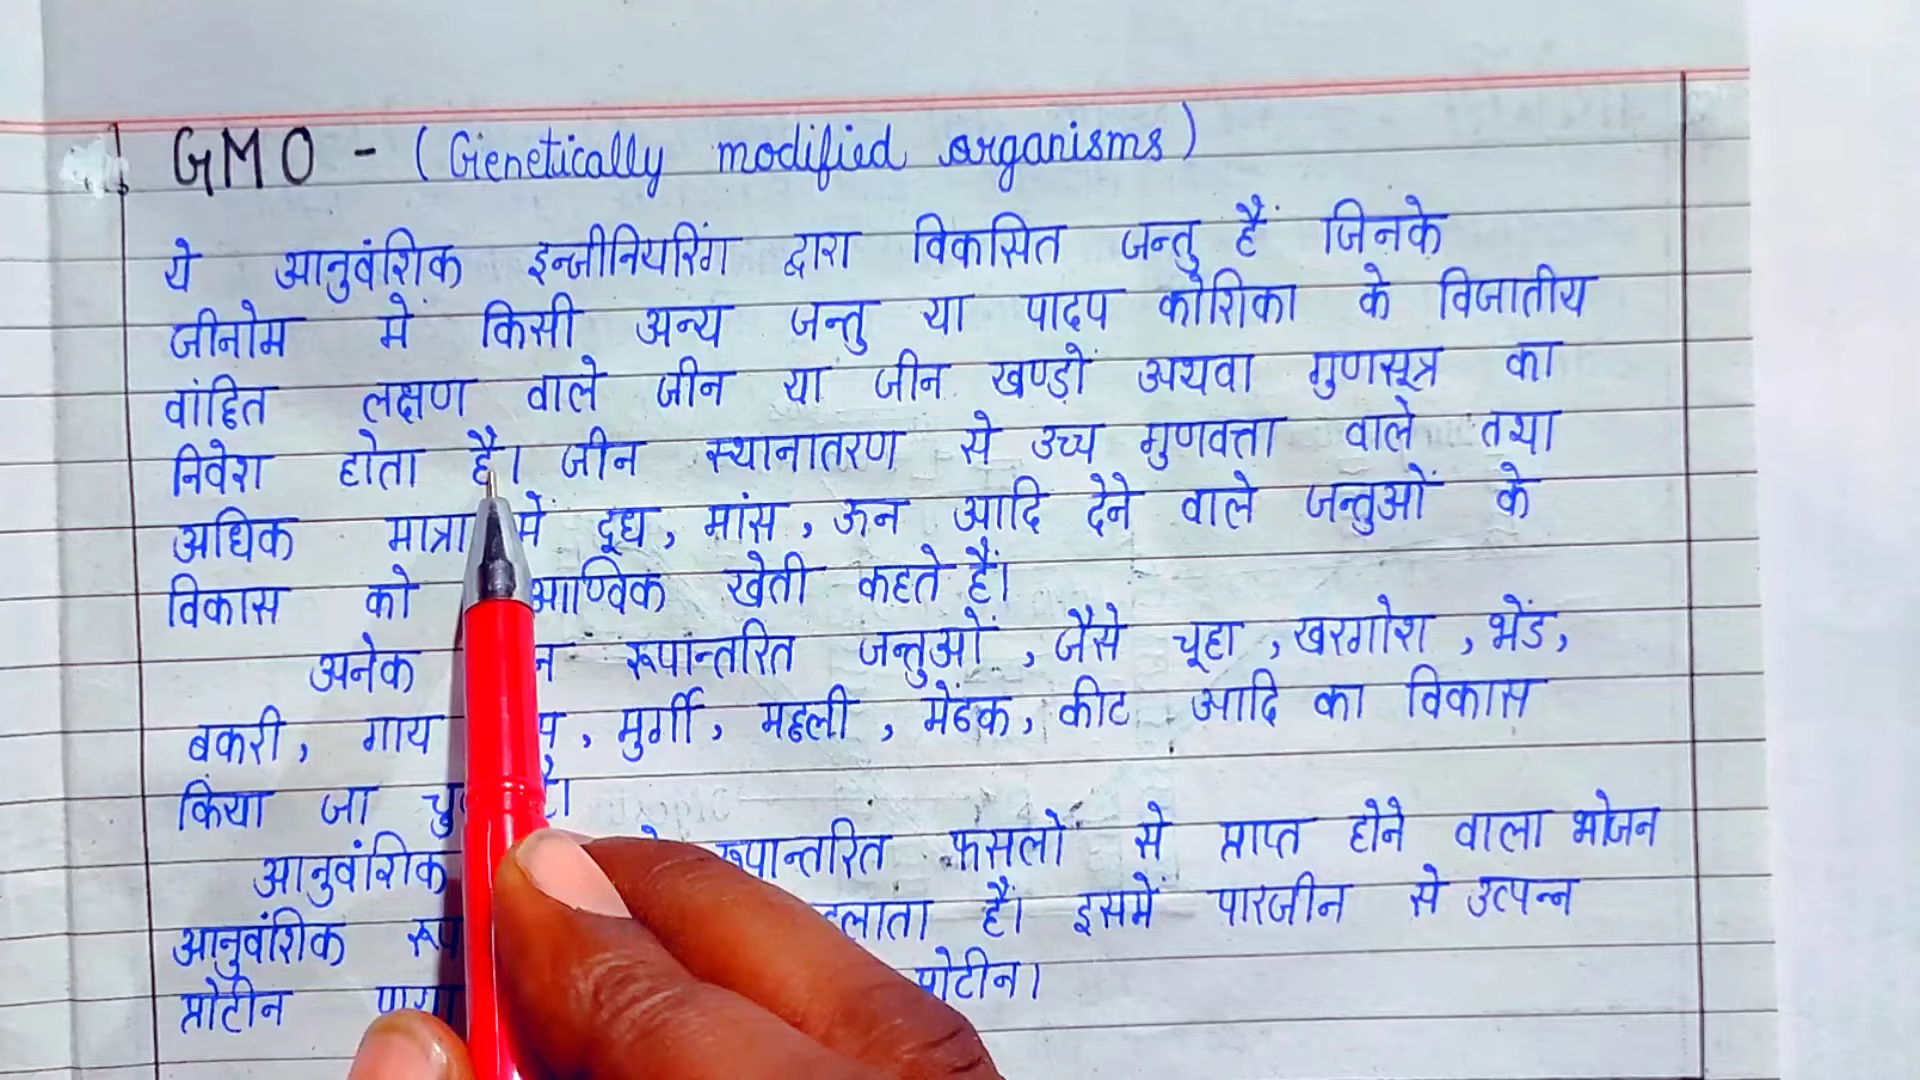 GMO - (Genetically modified organisms)
ये आनुवंशिक इन्जीनियरिंग द्वारा विकसित जन्तु हैं जिनके
जीनोम में किसी अन्य जन्तु या पादप कोशिका के विजातीय
वांछित लक्षण वाले जीन या जीन खण्डों अथवा गुणसूत्र का
निवेश होता है। जीन स्थानातरण से उच्च गुणवत्ता वाले तथा
अधिक मात्रा में दूध, मांस, ऊन आदि देने वाले जन्तुओं के
विकास को आण्विक खेती कहते हैं।
अनेक रूपान्तरित जन्तुओं, जैसे चूहा, खरगोश, भेंड,
बकरी, गाय, मुर्गी, मछली, मेंढक, कीट आदि का विकास
किया जा
आनुवंशिक रूपान्तरित फसलों से प्राप्त होने वाला भोजन
आनुवंशिक हैं। इसमें पारजीन से उत्पन्न
प्रोटीन प्रोटीन।